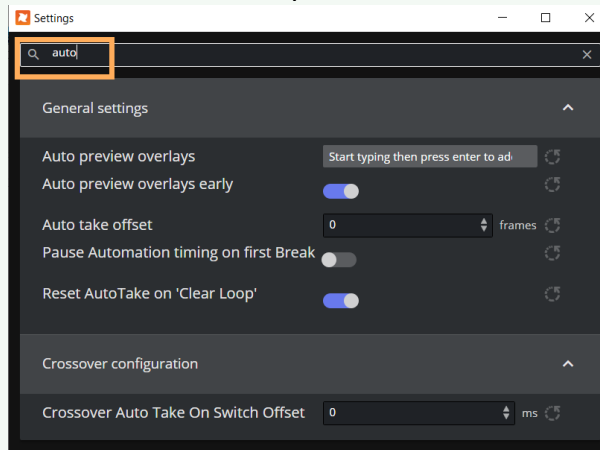 Settings
auto
General settings
Auto preview overlays Start typing then press enter to ad
Auto preview overlays early
Auto take offset 0 frames
Pause Automation timing on first Break
Reset AutoTake on 'Clear Loop'
Crossover configuration
Crossover Auto Take On Switch Offset 0 ms